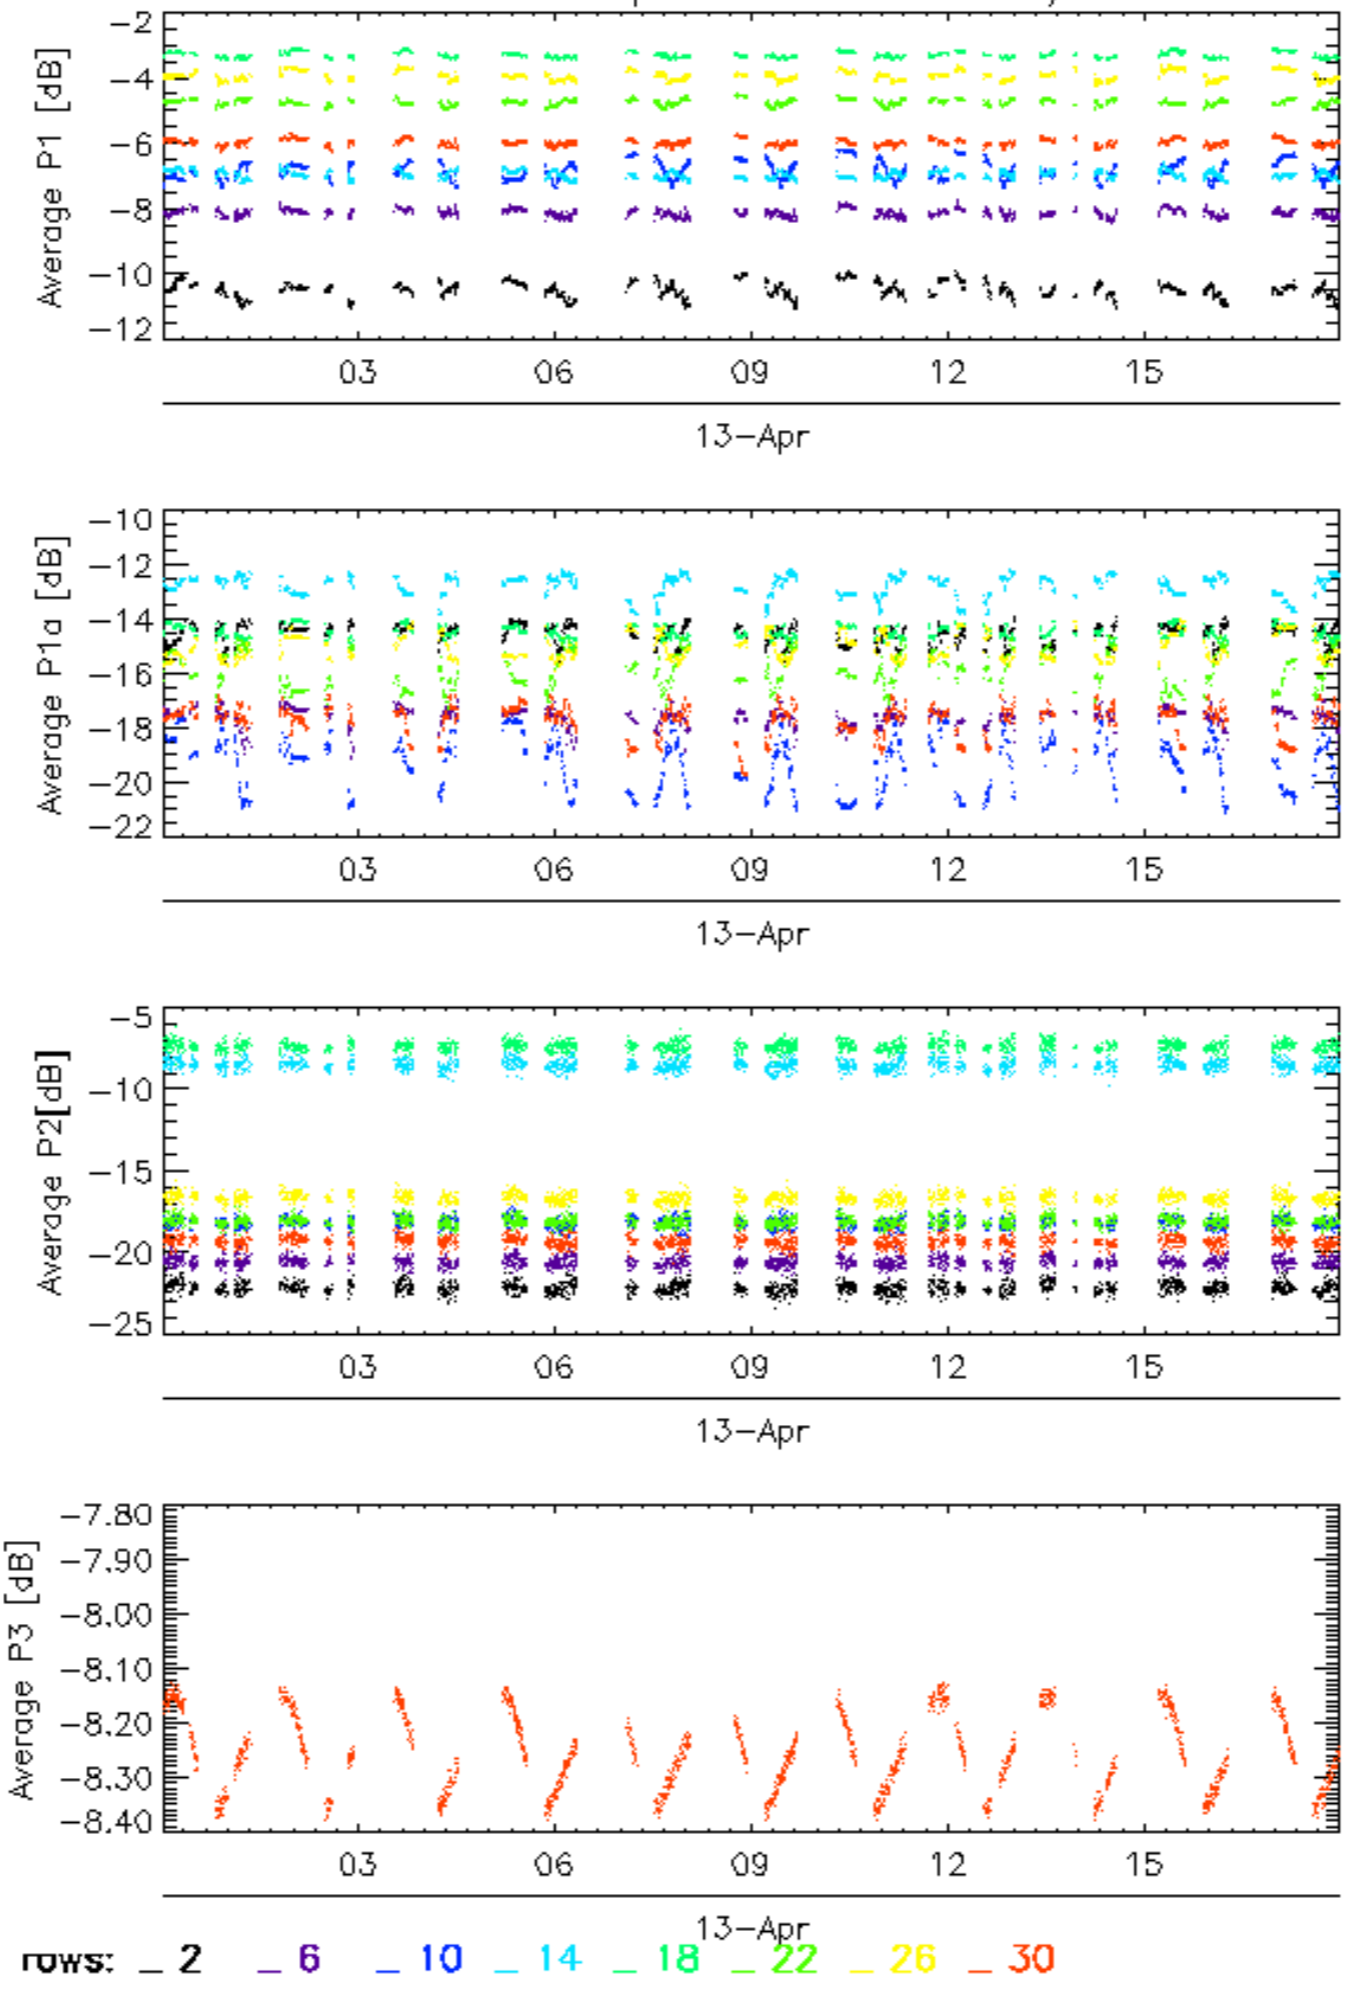 Average P1 [dB]
-2
-4
-6
-8
-10
-12
03 06 09 12 15
13-Apr
Average P1a [dB]
-10
-12
-14
-16
-18
-20
-22
03 06 09 12 15
13-Apr
Average P2[dB]
-5
-10
-15
-20
-25
03 06 09 12 15
13-Apr
Average P3 [dB]
-7.80
-7.90
-8.00
-8.10
-8.20
-8.30
-8.40
03 06 09 12 15
13-Apr
rows: _ 2 _ 6 _ 10 _ 14 _ 18 _ 22 _ 26 _ 30